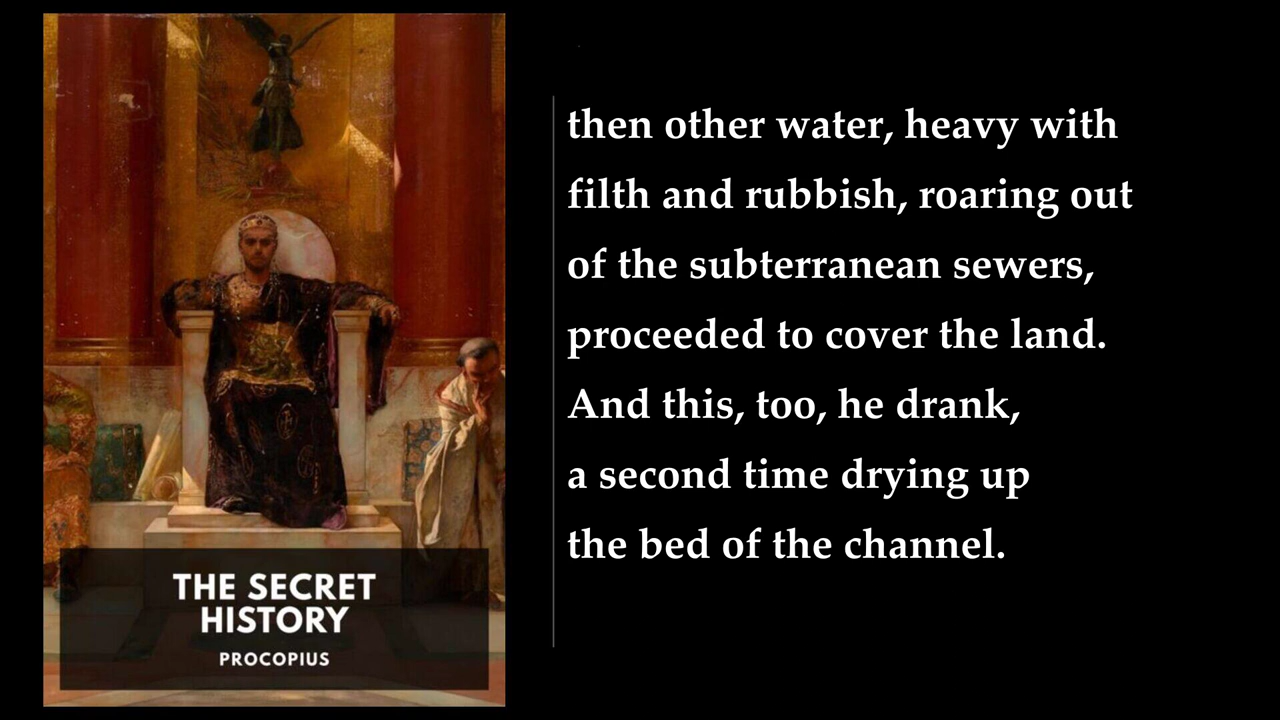 THE SECRET
HISTORY
PROCOPIUS
then other water, heavy with
filth and rubbish, roaring out
of the subterranean sewers,
proceeded to cover the land.
And this, too, he drank,
a second time drying up
the bed of the channel.